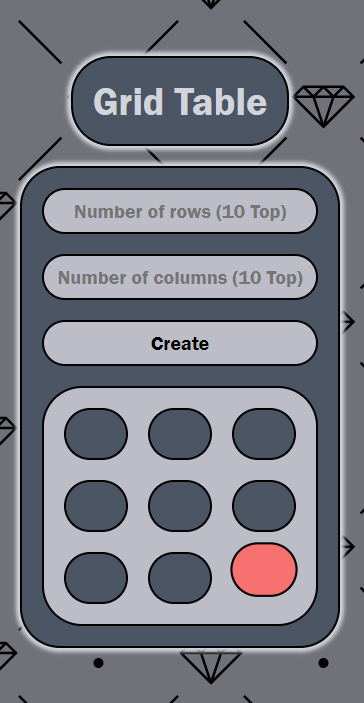 Grid Table
Number of rows (10 Top)
Number of columns (10 Top)
Create